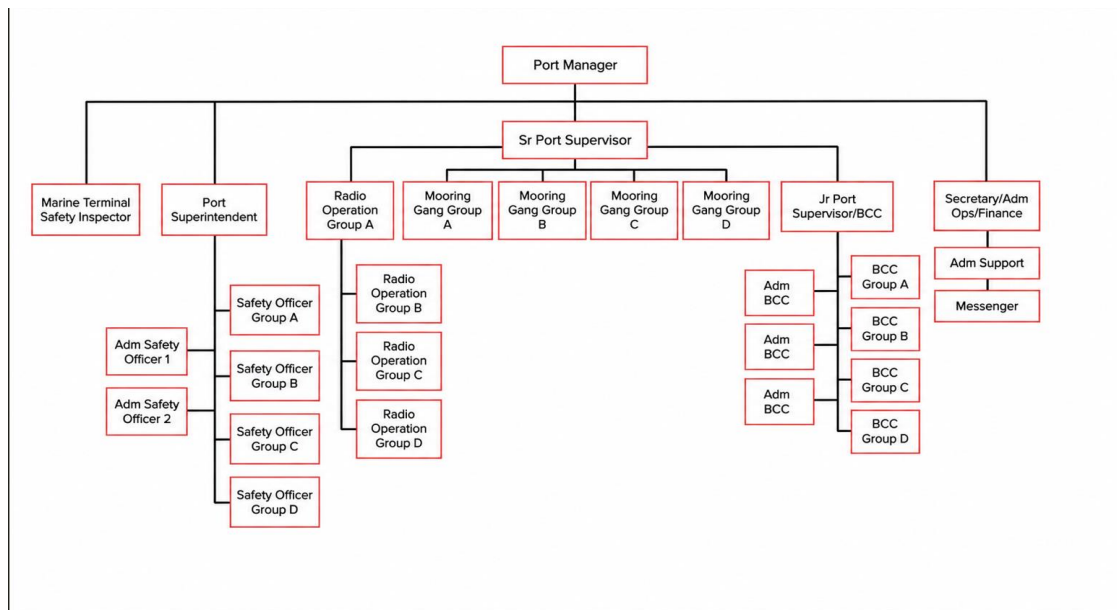 Port Manager
Sr Port Supervisor
Marine Terminal
Safety Inspector
Port
Superintendent
Radio
Operation
Group A
Mooring
Gang Group
A
Mooring
Gang Group
B
Mooring
Gang Group
C
Mooring
Gang Group
D
Jr Port
Supervisor/BCC
Secretary/Adm
Ops/Finance
Adm Support
Messenger
Safety Officer
Group A
Adm Safety
Officer 1
Safety Officer
Group B
Adm Safety
Officer 2
Safety Officer
Group C
Safety Officer
Group D
Radio
Operation
Group B
Radio
Operation
Group C
Radio
Operation
Group D
BCC
Group A
Adm
BCC
BCC
Group B
Adm
BCC
BCC
Group C
Adm
BCC
BCC
Group D